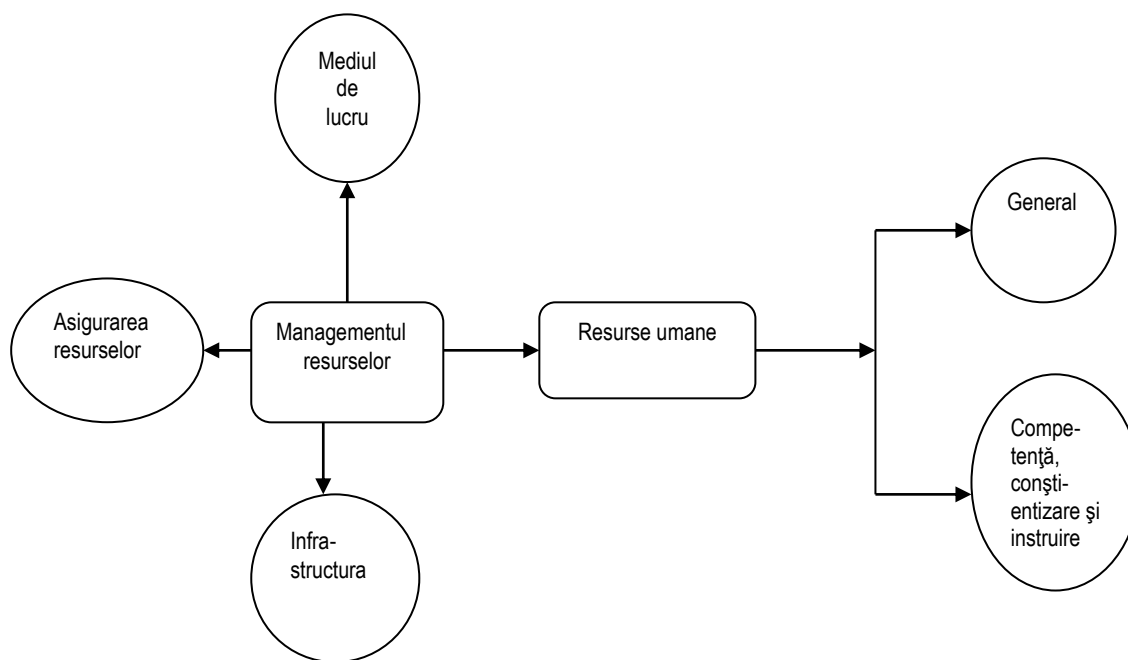 Mediul
de
lucru
General
Asigurarea
resurselor
Managementul
resurselor
Resurse umane
Compe-
tenţă,
conşti-
entizare şi
instruire
Infra-
structura